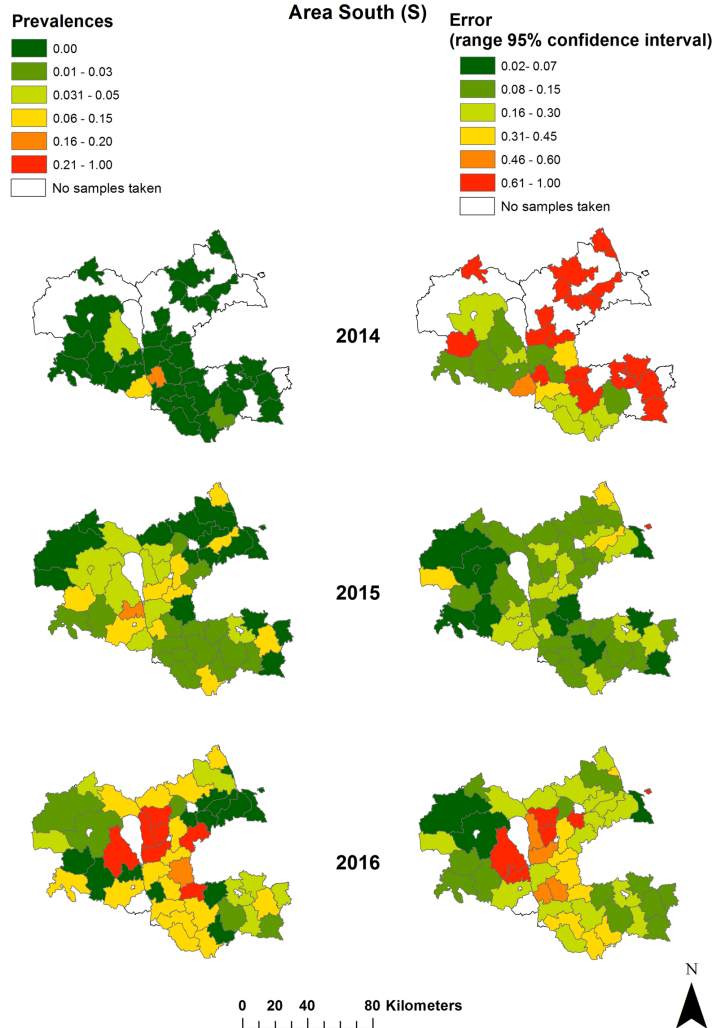 Area South (S)
Prevalences
0.00
0.01 - 0.03
0.031 - 0.05
0.06 - 0.15
0.16 - 0.20
0.21 - 1.00
No samples taken
Error
(range 95% confidence interval)
0.02- 0.07
0.08 - 0.15
0.16 - 0.30
0.31- 0.45
0.46 - 0.60
0.61 - 1.00
No samples taken
2014
2015
2016
N
0 20 40 80 Kilometers